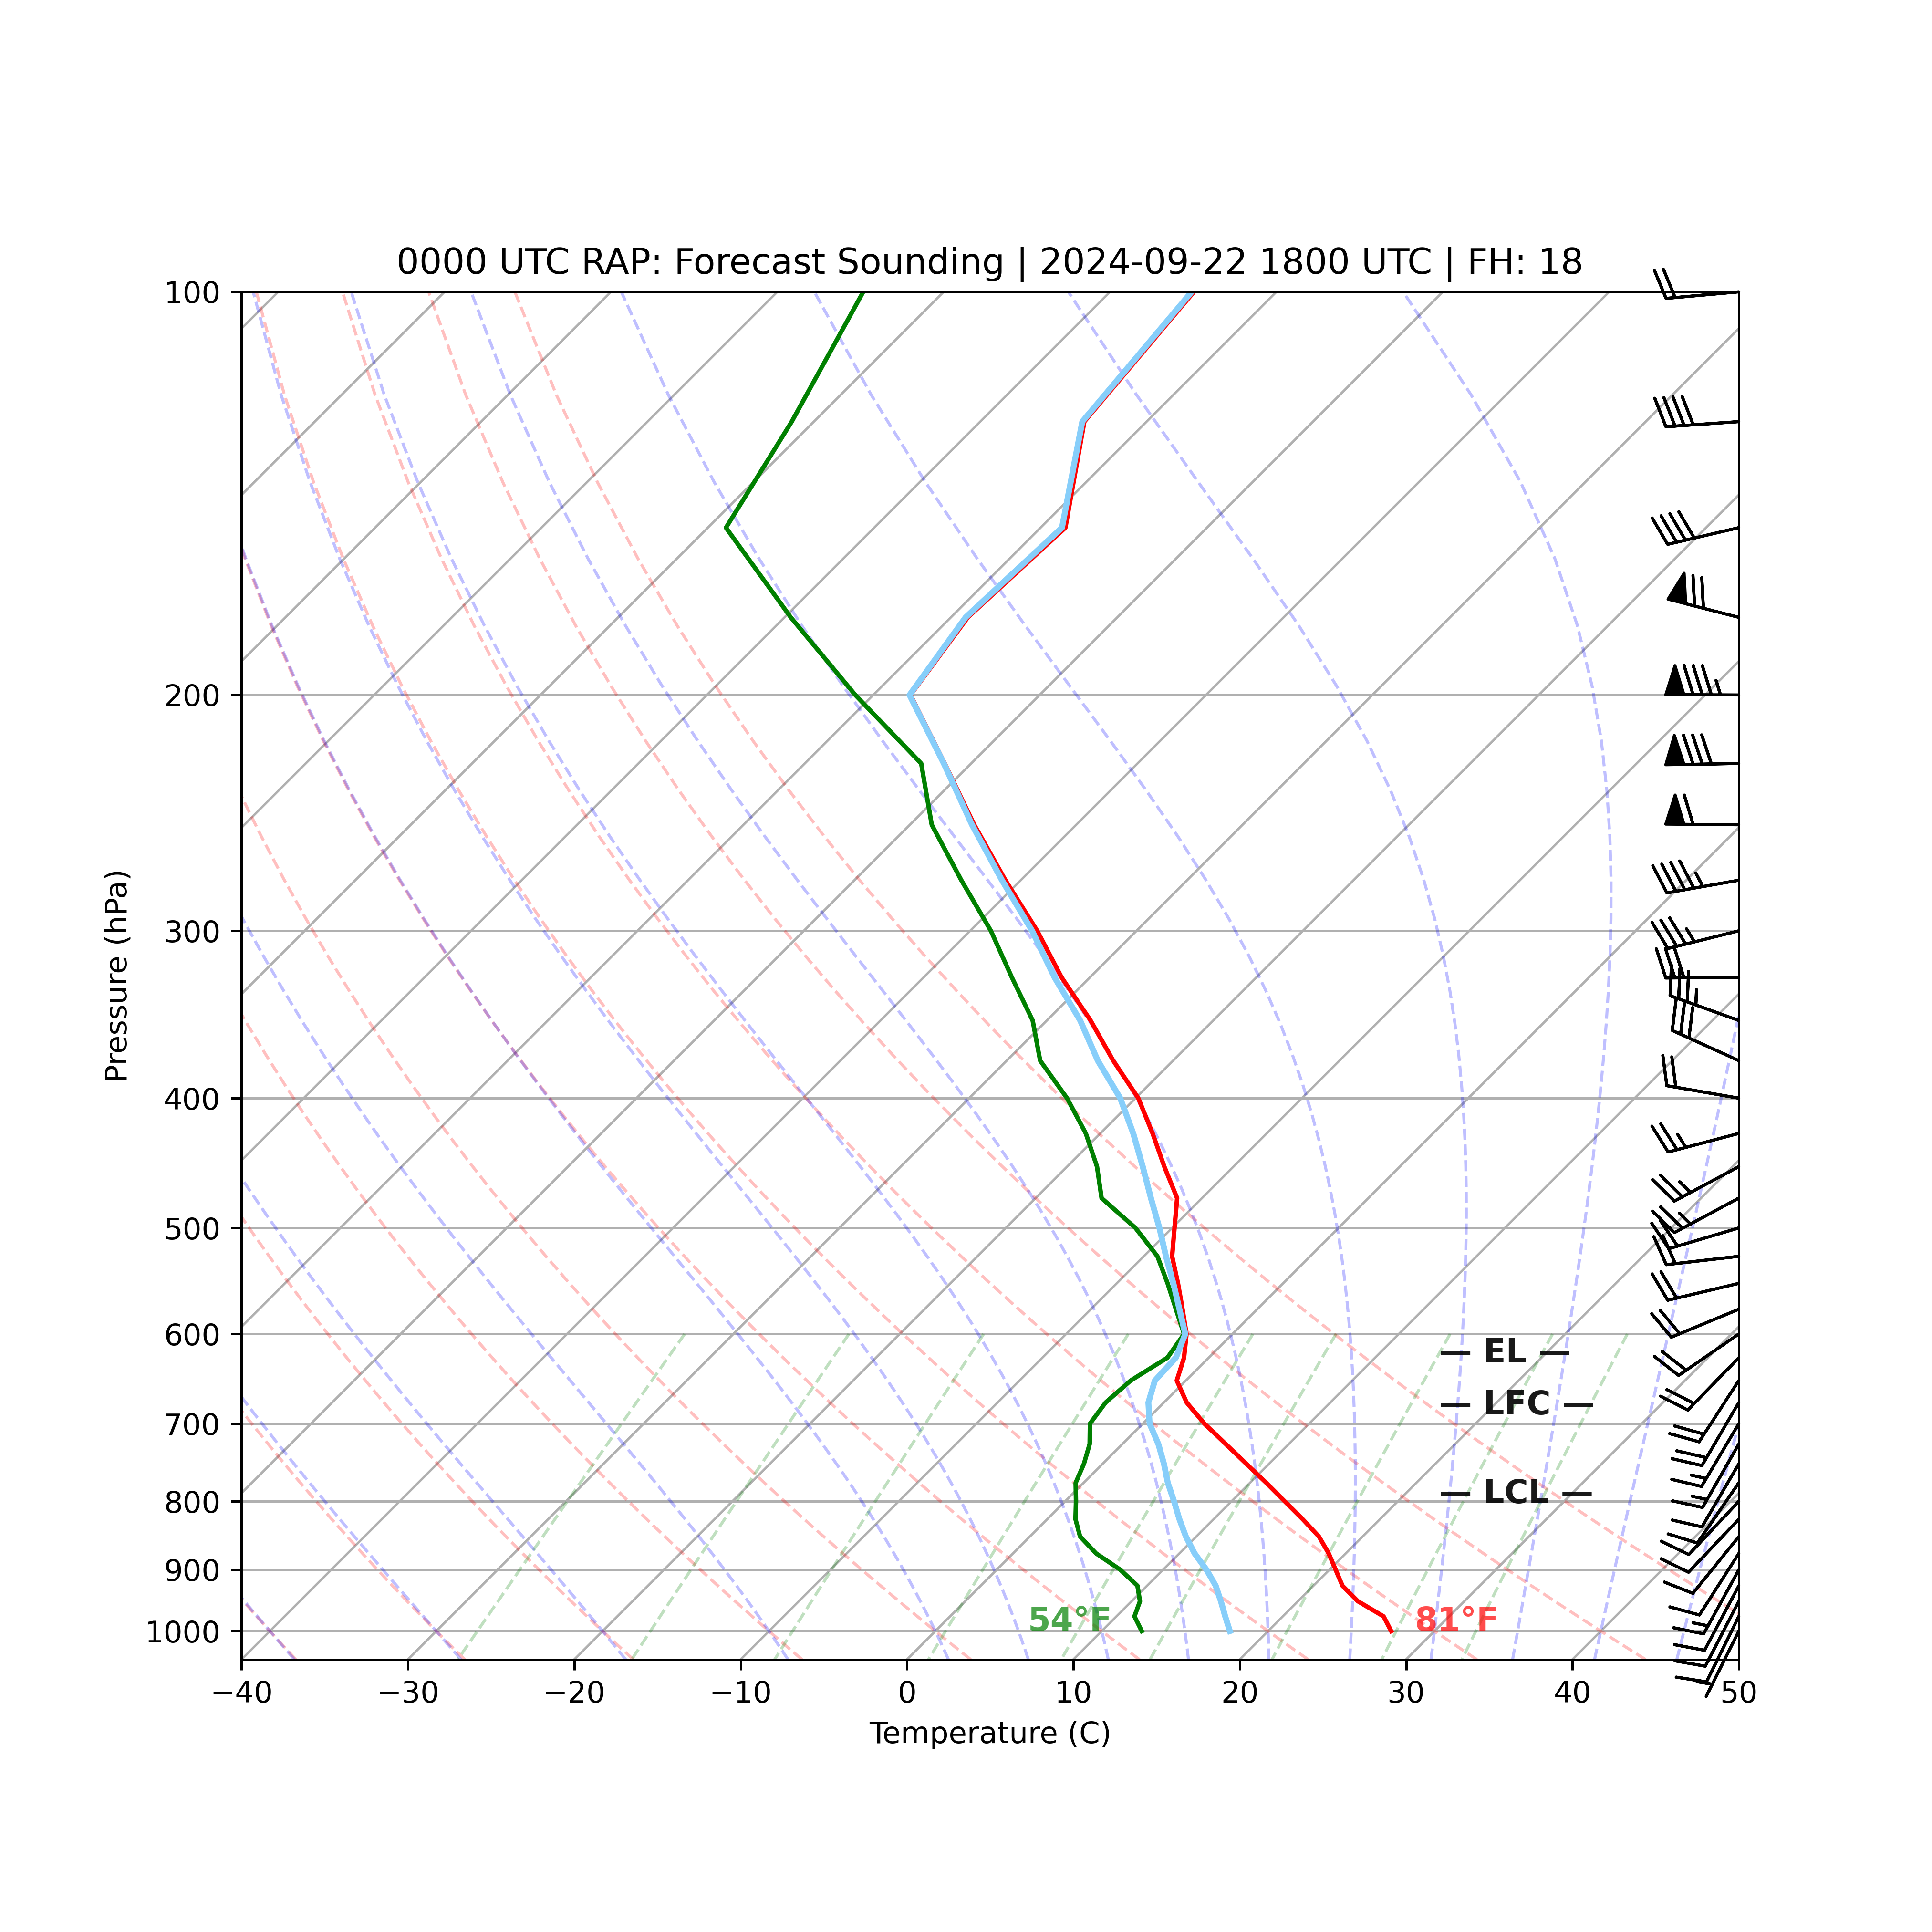 0000 UTC RAP: Forecast Sounding | 2024-09-22 1800 UTC | FH: 18
100
200
300
400
500
600
700
800
900
1000
Pressure (hPa)
— EL —
— LFC —
— LCL —
54°F
81°F
−40 −30 −20 −10 0 10 20 30 40 50
Temperature (C)